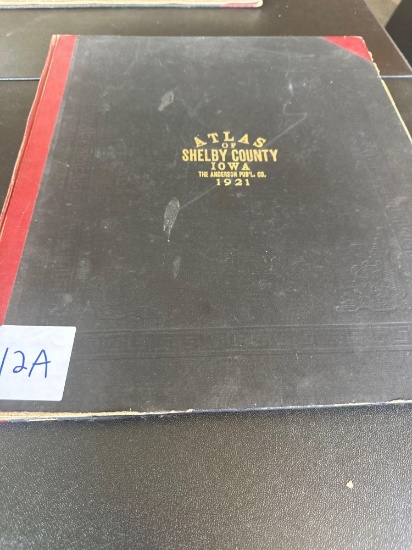 ATLAS
OF
SHELBY COUNTY
IOWA
THE ANDERSON PUB'L. CO.
1921
12A